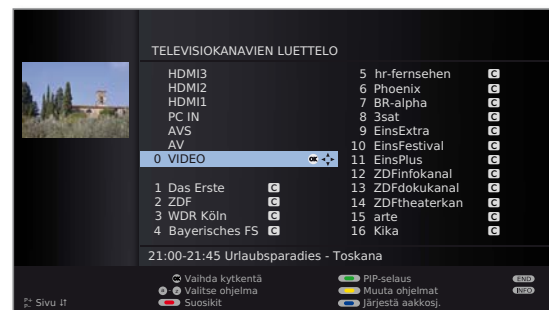 TELEVISIOKANAVIEN LUETTELO
HDMI3
HDMI2
HDMI1
PC IN
AVS
AV
0 VIDEO OK
1 Das Erste C
2 ZDF C
3 WDR Köln C
4 Bayerisches FS C
5 hr-fernsehen C
6 Phoenix C
7 BR-alpha C
8 3sat C
9 EinsExtra C
10 EinsFestival C
11 EinsPlus C
12 ZDFinfokanal C
13 ZDFdokukanal C
14 ZDFtheaterkan C
15 arte C
16 Kika C
21:00-21:45 Urlaubsparadies - Toskana
OK Vaihda kytkentä
Valitse ohjelma
Suosikit
PIP-selaus
Muuta ohjelmat
Järjestä aakkosj.
END
INFO
P+ P- Sivu